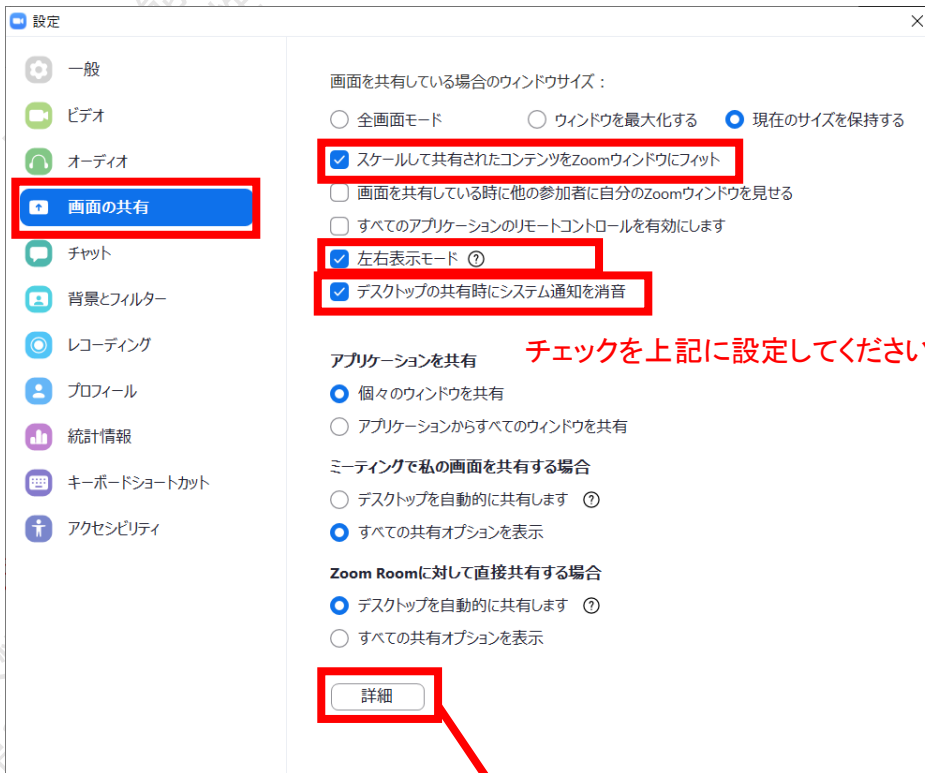 設定
一般
ビデオ
オーディオ
画面の共有
チャット
背景とフィルター
レコーディング
プロフィール
統計情報
キーボードショートカット
アクセシビリティ
画面を共有している場合のウィンドウサイズ：
全画面モード ウィンドウを最大化する 現在のサイズを保持する
スケールして共有されたコンテンツをZoomウィンドウにフィット
画面を共有している時に他の参加者に自分のZoomウィンドウを見せる
すべてのアプリケーションのリモートコントロールを有効にします
左右表示モード ?
デスクトップの共有時にシステム通知を消音
チェックを上記に設定してください
アプリケーションを共有
個々のウィンドウを共有
アプリケーションからすべてのウィンドウを共有
ミーティングで私の画面を共有する場合
デスクトップを自動的に共有します ?
すべての共有オプションを表示
Zoom Roomに対して直接共有する場合
デスクトップを自動的に共有します ?
すべての共有オプションを表示
詳細